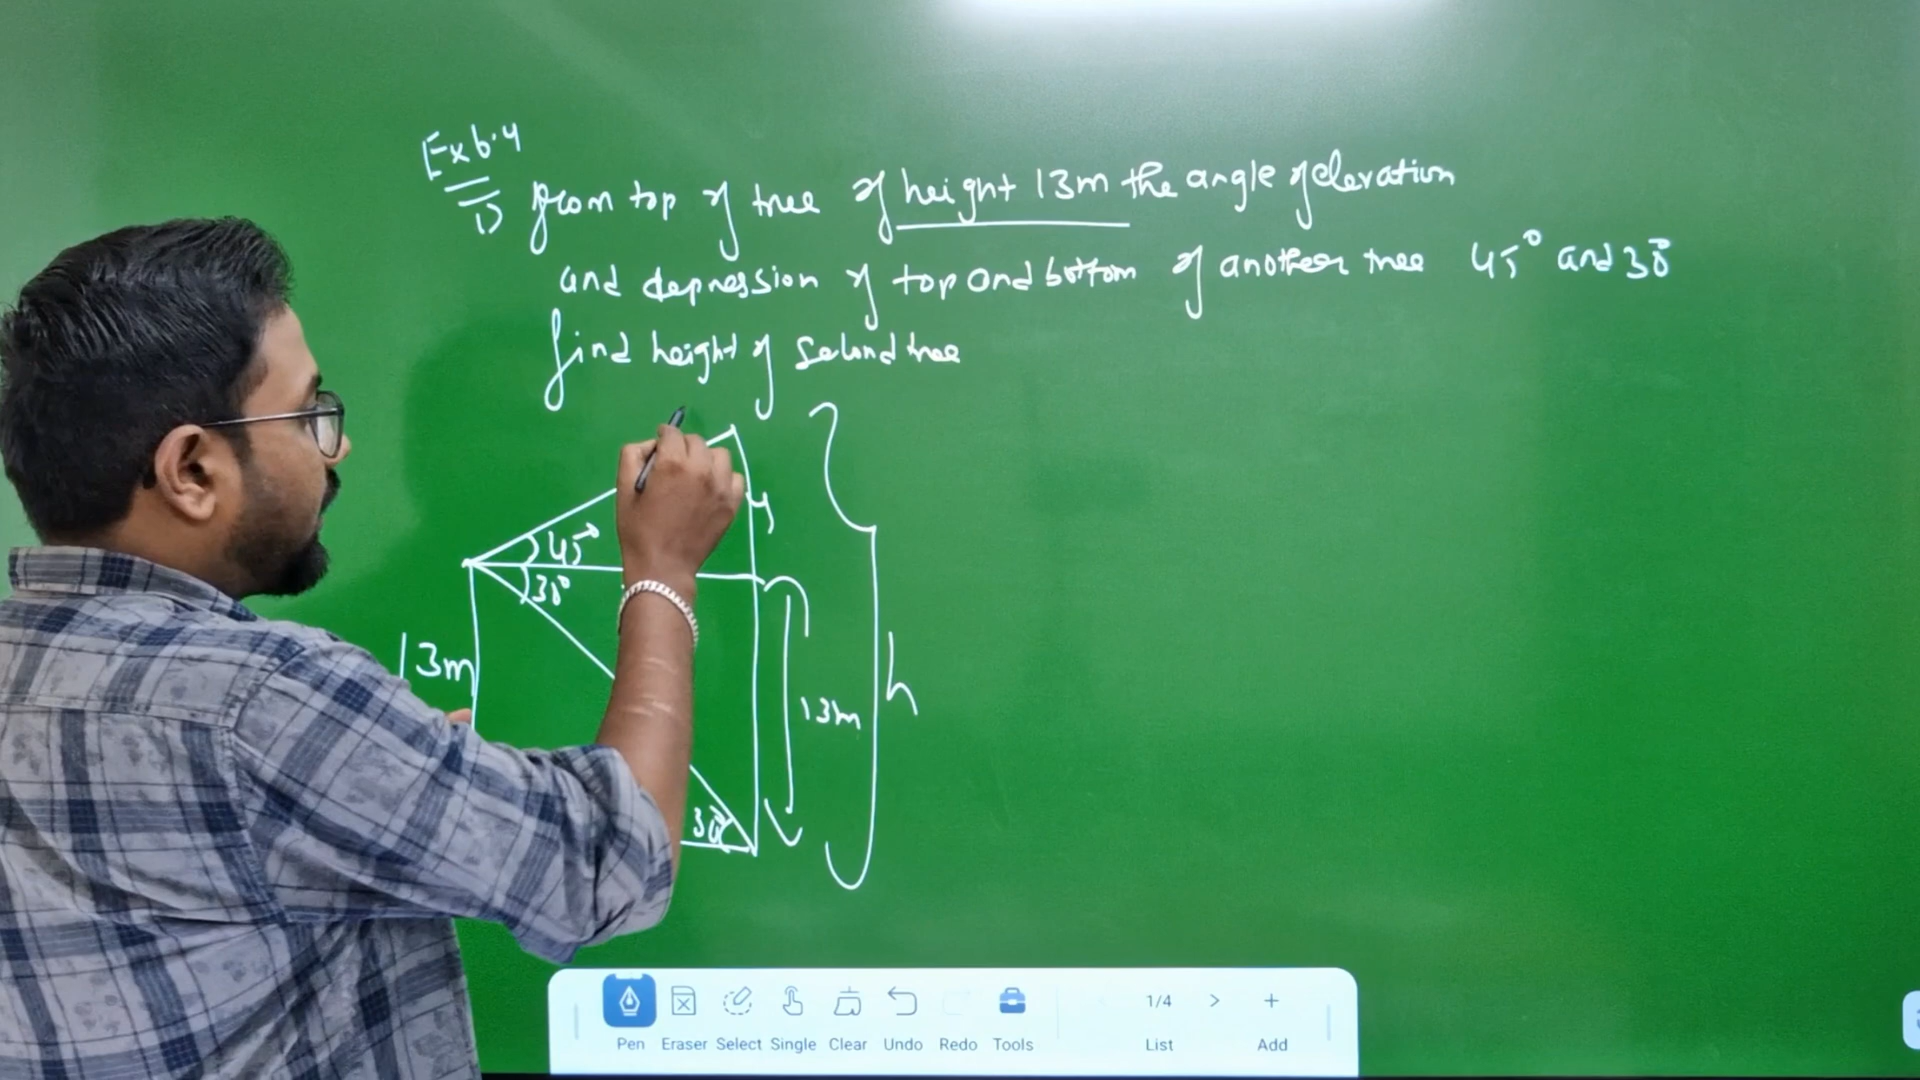 Ex 6.4
1) from top of tree of height 13m the angle of elevation
and depression of top and bottom of another tree 45° and 30°
find height of second tree
y
45°
30°
13m
13m
h
30°
Pen Eraser Select Single Clear Undo Redo Tools
1/4
List
+
Add